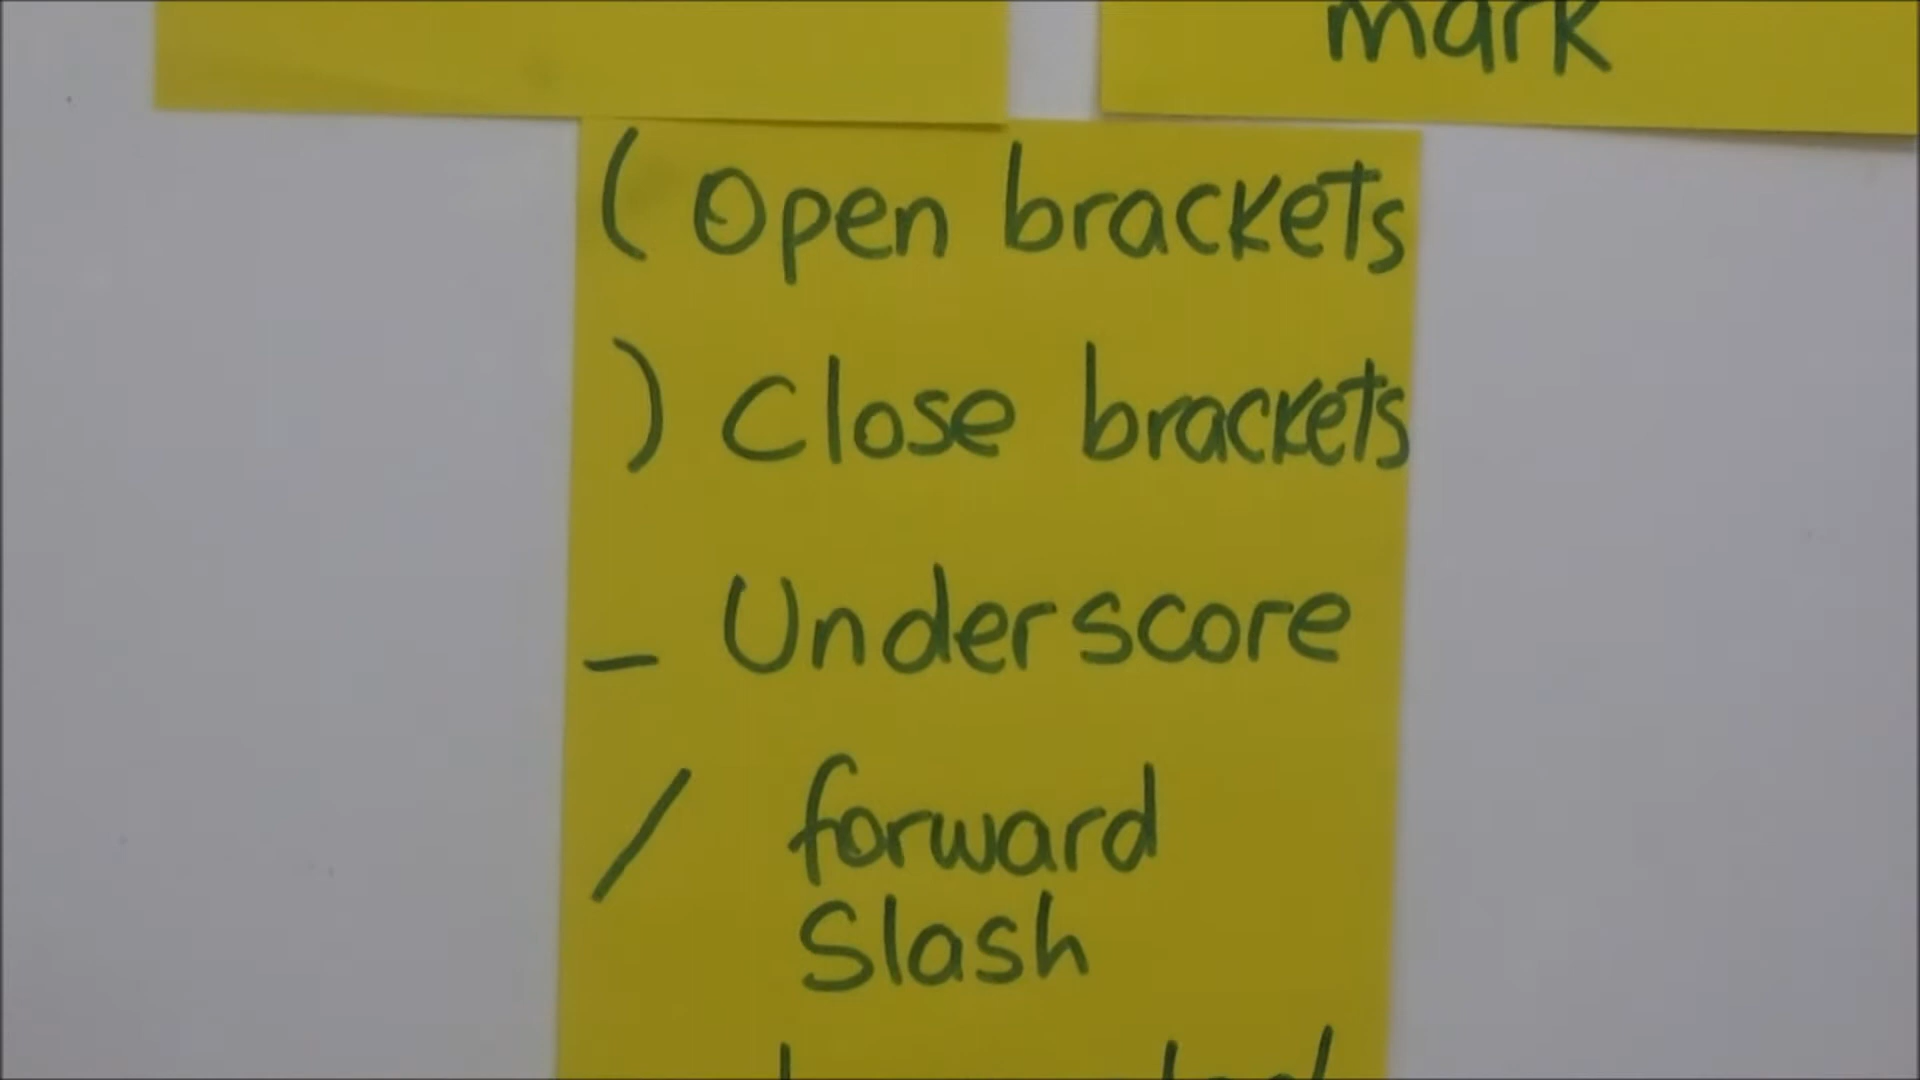 mark
( Open brackets
) Close brackets
_ Underscore
/ forward
Slash